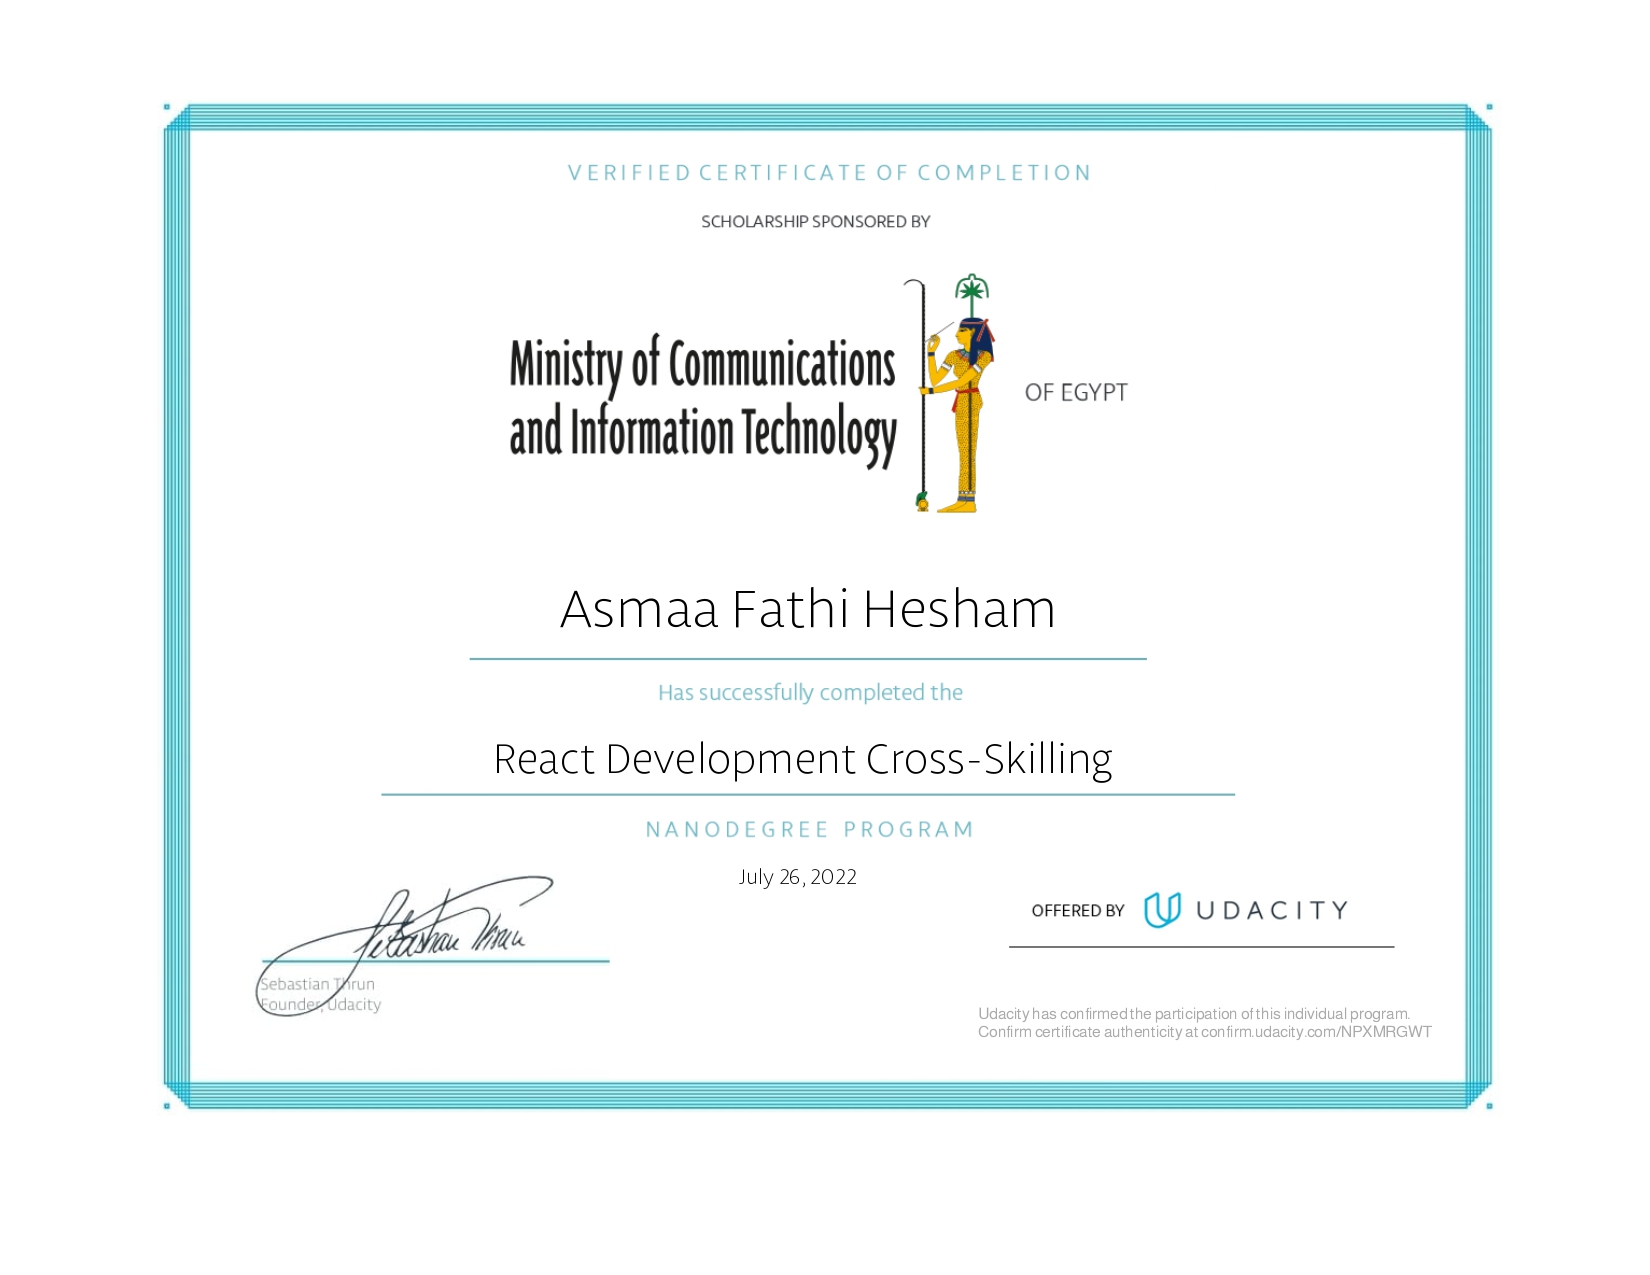 VERIFIED CERTIFICATE OF COMPLETION
SCHOLARSHIP SPONSORED BY
Ministry of Communications
and Information Technology
OF EGYPT
Asmaa Fathi Hesham
Has successfully completed the
React Development Cross-Skilling
NANODEGREE PROGRAM
July 26, 2022
Sebastian Thrun
Sebastian Thrun
Founder, Udacity
OFFERED BY UDACITY
Udacity has confirmed the participation of this individual program.
Confirm certificate authenticity at confirm.udacity.com/NPXMRGWT